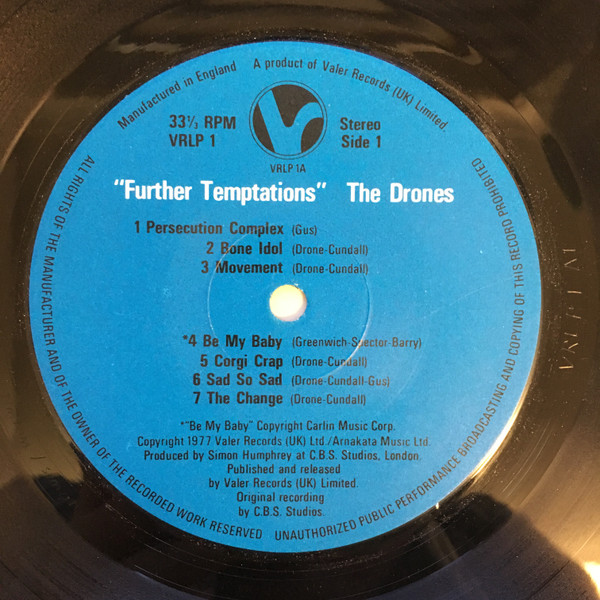 Manufactured in England
A product of Valer Records (UK) Limited.
33⅓ RPM
VRLP 1
Stereo
Side 1
VRLP 1A
"Further Temptations" The Drones
1 Persecution Complex (Gus)
2 Bone Idol (Drone-Cundall)
3 Movement (Drone-Cundall)
*4 Be My Baby (Greenwich-Spector-Barry)
5 Corgi Crap (Drone-Cundall)
6 Sad So Sad (Drone-Cundall-Gus)
7 The Change (Drone-Cundall)
*"Be My Baby" Copyright Carlin Music Corp.
Copyright 1977 Valer Records (UK) Ltd./Arnakata Music Ltd.
Produced by Simon Humphrey at C.B.S. Studios, London.
Published and released
by Valer Records (UK) Limited.
Original recording
by C.B.S. Studios.
ALL RIGHTS OF THE MANUFACTURER AND OF THE OWNER OF THE RECORDED WORK RESERVED
UNAUTHORIZED PUBLIC PERFORMANCE BROADCASTING AND COPYING OF THIS RECORD PROHIBITED